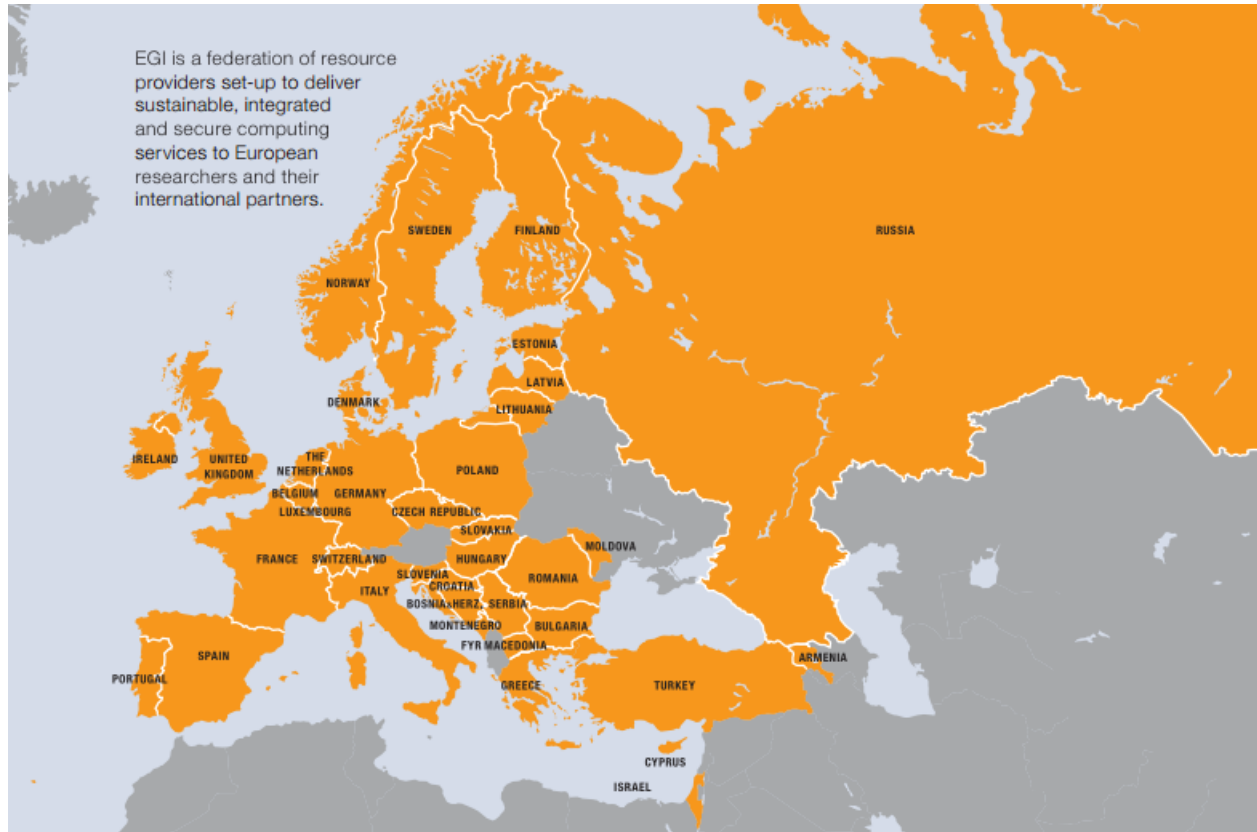 EGI is a federation of resource
providers set-up to deliver
sustainable, integrated
and secure computing
services to European
researchers and their
international partners.
SWEDEN
FINLAND
RUSSIA
NORWAY
ESTONIA
LATVIA
DENMARK
LITHUANIA
IRELAND
UNITED
KINGDOM
THE
NETHERLANDS
POLAND
BELGIUM
GERMANY
LUXEMBOURG
CZECH REPUBLIC
SLOVAKIA
MOLDOVA
FRANCE
SWITZERLAND
HUNGARY
SLOVENIA
ROMANIA
CROATIA
ITALY
BOSNIA&HERZ.
SERBIA
MONTENEGRO
BULGARIA
FYR MACEDONIA
ARMENIA
SPAIN
PORTUGAL
GREECE
TURKEY
CYPRUS
ISRAEL